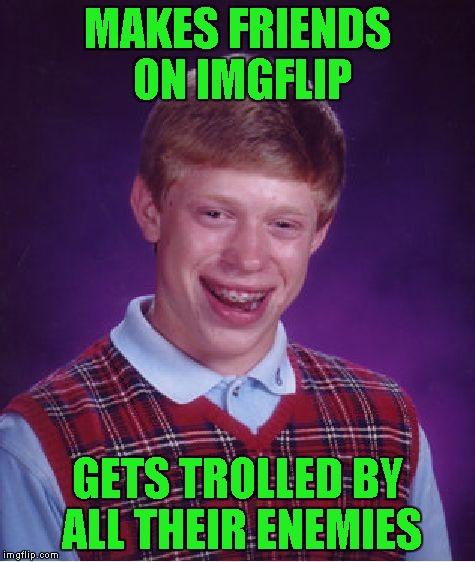 MAKES FRIENDS
ON IMGFLIP
GETS TROLLED BY
ALL THEIR ENEMIES
imgflip.com